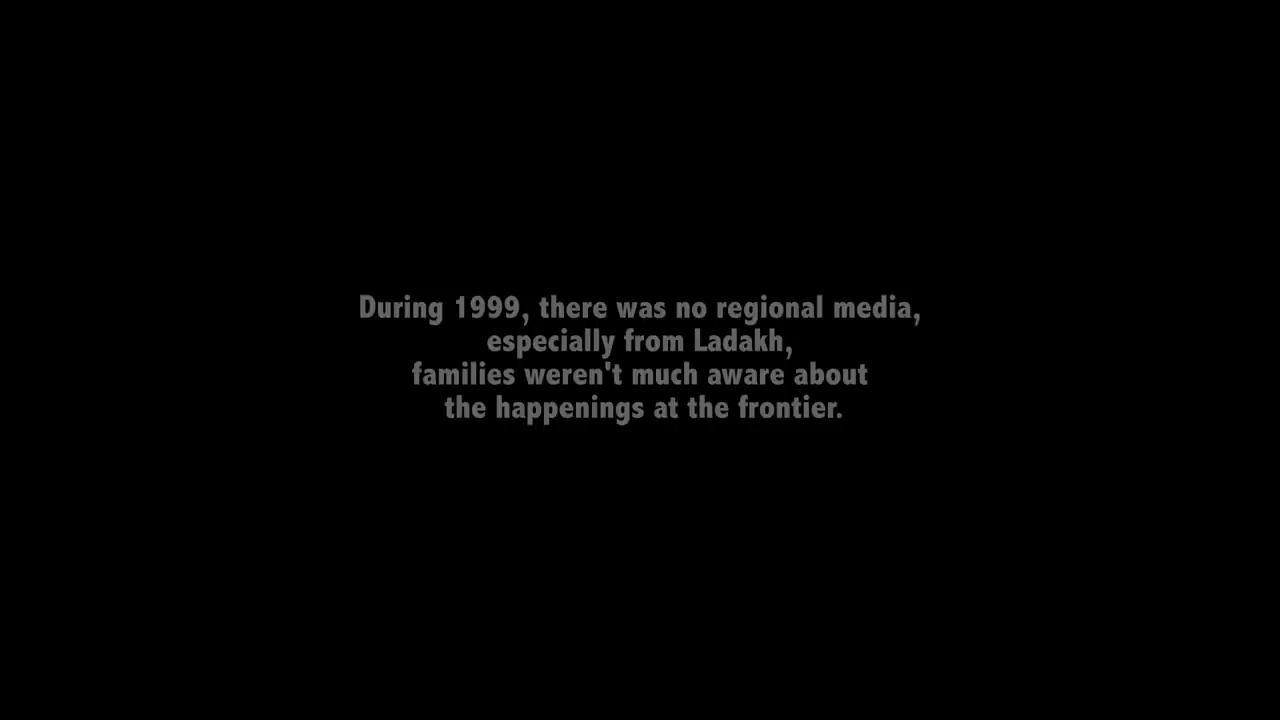 During 1999, there was no regional media,
especially from Ladakh,
families weren't much aware about
the happenings at the frontier.